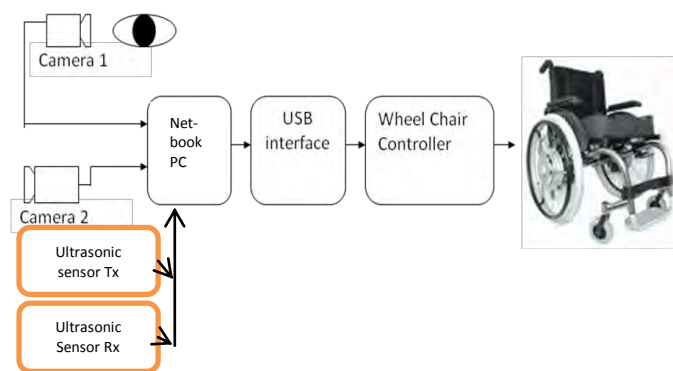 Camera 1
Net-
book
PC
USB
interface
Wheel Chair
Controller
Camera 2
Ultrasonic
sensor Tx
Ultrasonic
Sensor Rx